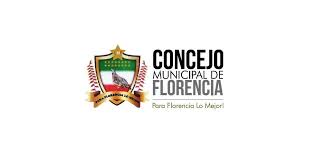 CONCEJO
MUNICIPAL DE
FLORENCIA
Para Florencia Lo Mejor!